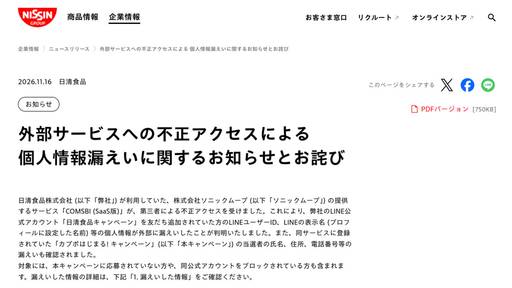 NISSIN
GROUP
商品情報 企業情報
お客さま窓口 リクルート オンラインストア
企業情報 ニュースリリース 外部サービスへの不正アクセスによる 個人情報漏えいに関するお知らせとお詫び
2026.11.16 日清食品
このページをシェアする
お知らせ
PDFバージョン [750KB]
外部サービスへの不正アクセスによる
個人情報漏えいに関するお知らせとお詫び
日清食品株式会社 (以下「弊社」) が利用していた、株式会社ソニックムーブ (以下「ソニックムーブ」) の提供
するサービス「COMSBI (SaaS版)」が、第三者による不正アクセスを受けました。これにより、弊社のLINE公
式アカウント「日清食品キャンペーン」を友だち追加されていた方のLINEユーザーID、LINEの表示名 (プロフ
ィールに設定した名前) 等の個人情報が外部に漏えいしたことが判明いたしました。また、同サービスに登録
されていた「カブポはじまる! キャンペーン」(以下「本キャンペーン」) の当選者の氏名、住所、電話番号等の
漏えいも確認されました。
対象には、本キャンペーンに応募されていない方や、同公式アカウントをブロックされている方も含まれま
す。漏えいした情報の詳細は、下記「1. 漏えいした情報」をご確認ください。